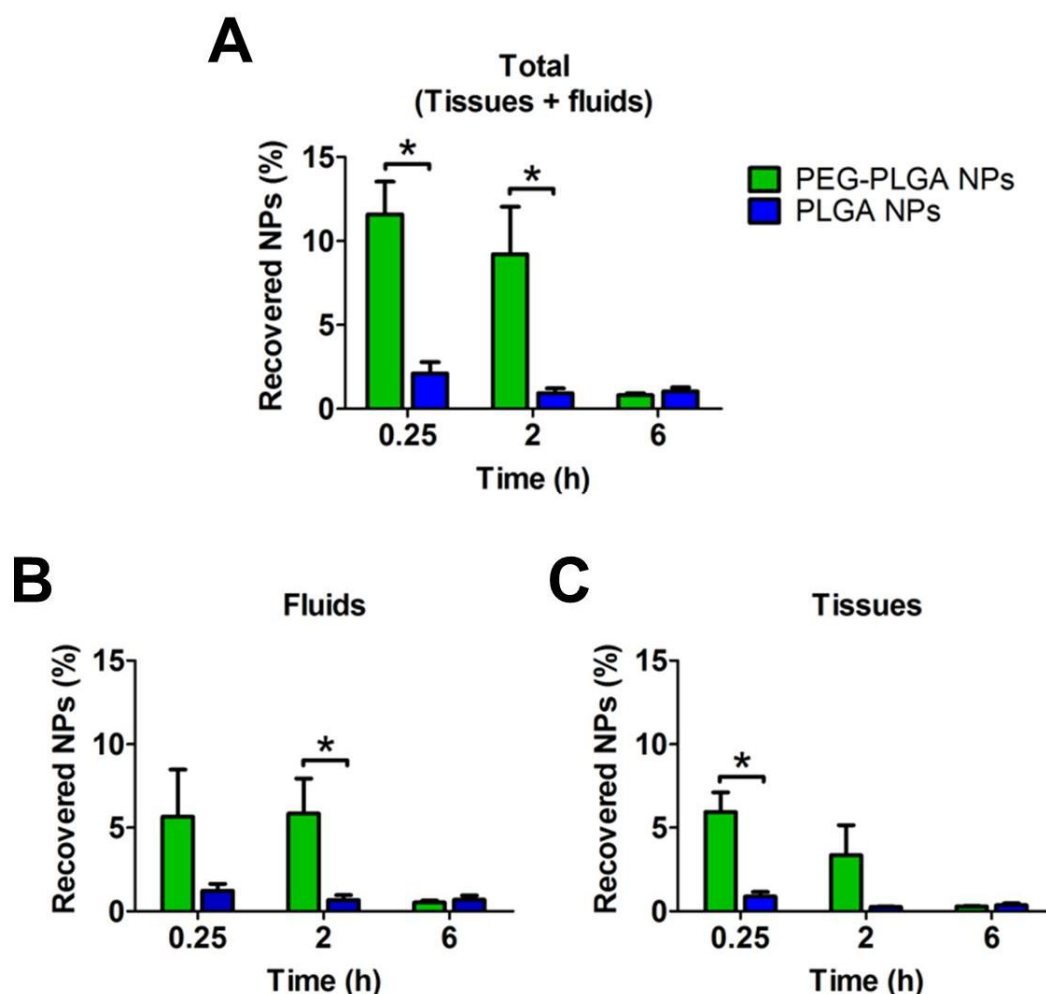 A
Total
(Tissues + fluids)
Recovered NPs (%)
15
10
5
0
*
*
0.25 2 6
Time (h)
PEG-PLGA NPs
PLGA NPs
B
Fluids
Recovered NPs (%)
15
10
5
0
*
0.25 2 6
Time (h)
C
Tissues
Recovered NPs (%)
15
10
5
0
*
0.25 2 6
Time (h)